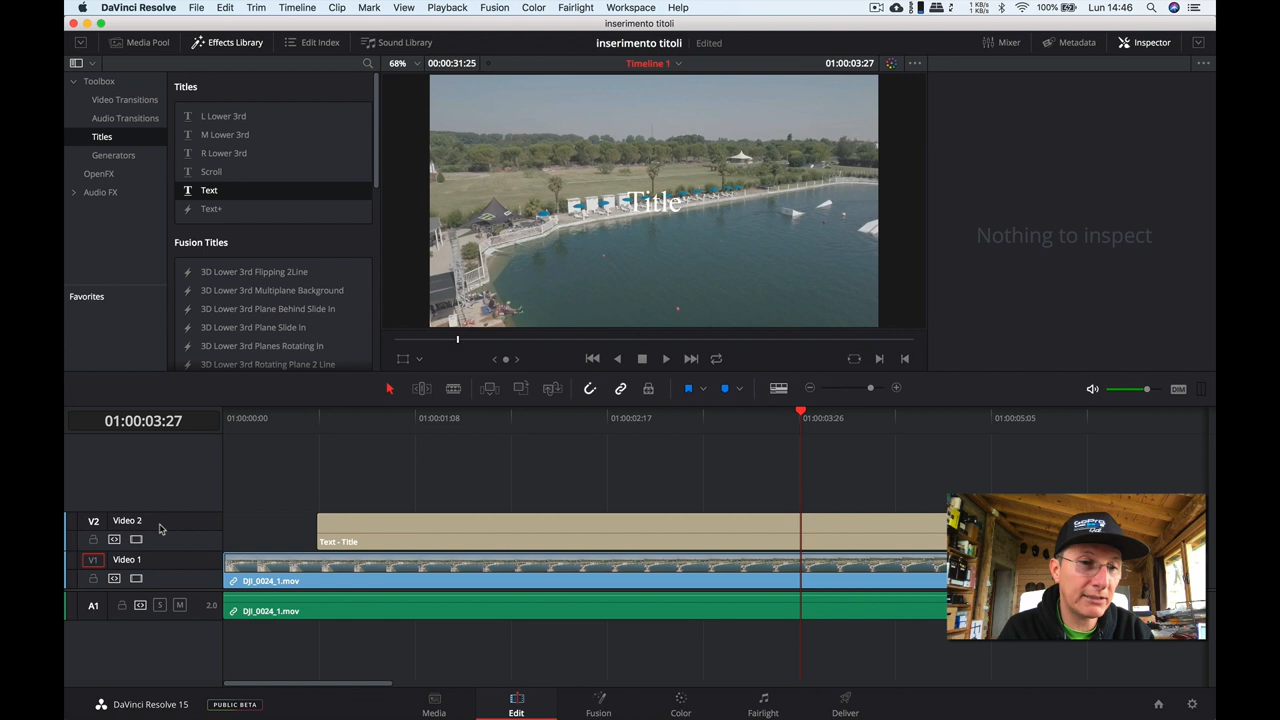 DaVinci Resolve File Edit Trim Timeline Clip Mark View Playback Fusion Color Fairlight Workspace Help 1 KB/s 1 KB/s 100% Lun 14:46
inserimento titoli
Media Pool Effects Library Edit Index Sound Library inserimento titoli Edited Mixer Metadata Inspector
68% 00:00:31:25 Timeline 1 01:00:03:27
Toolbox
Video Transitions
Audio Transitions
Titles
Generators
OpenFX
Audio FX
Favorites
Titles
L Lower 3rd
M Lower 3rd
R Lower 3rd
Scroll
Text
Text+
Fusion Titles
3D Lower 3rd Flipping 2Line
3D Lower 3rd Multiplane Background
3D Lower 3rd Plane Behind Slide In
3D Lower 3rd Plane Slide In
3D Lower 3rd Planes Rotating In
3D Lower 3rd Rotating Plane 2 Line
Title
Nothing to inspect
DIM
01:00:03:27
01:00:00:00 01:00:01:08 01:00:02:17 01:00:03:26 01:00:05:05
V2 Video 2
Text - Title
V1 Video 1
DJI_0024_1.mov
A1 S M 2.0
DJI_0024_1.mov
GoPro
DaVinci Resolve 15 PUBLIC BETA
Media Edit Fusion Color Fairlight Deliver